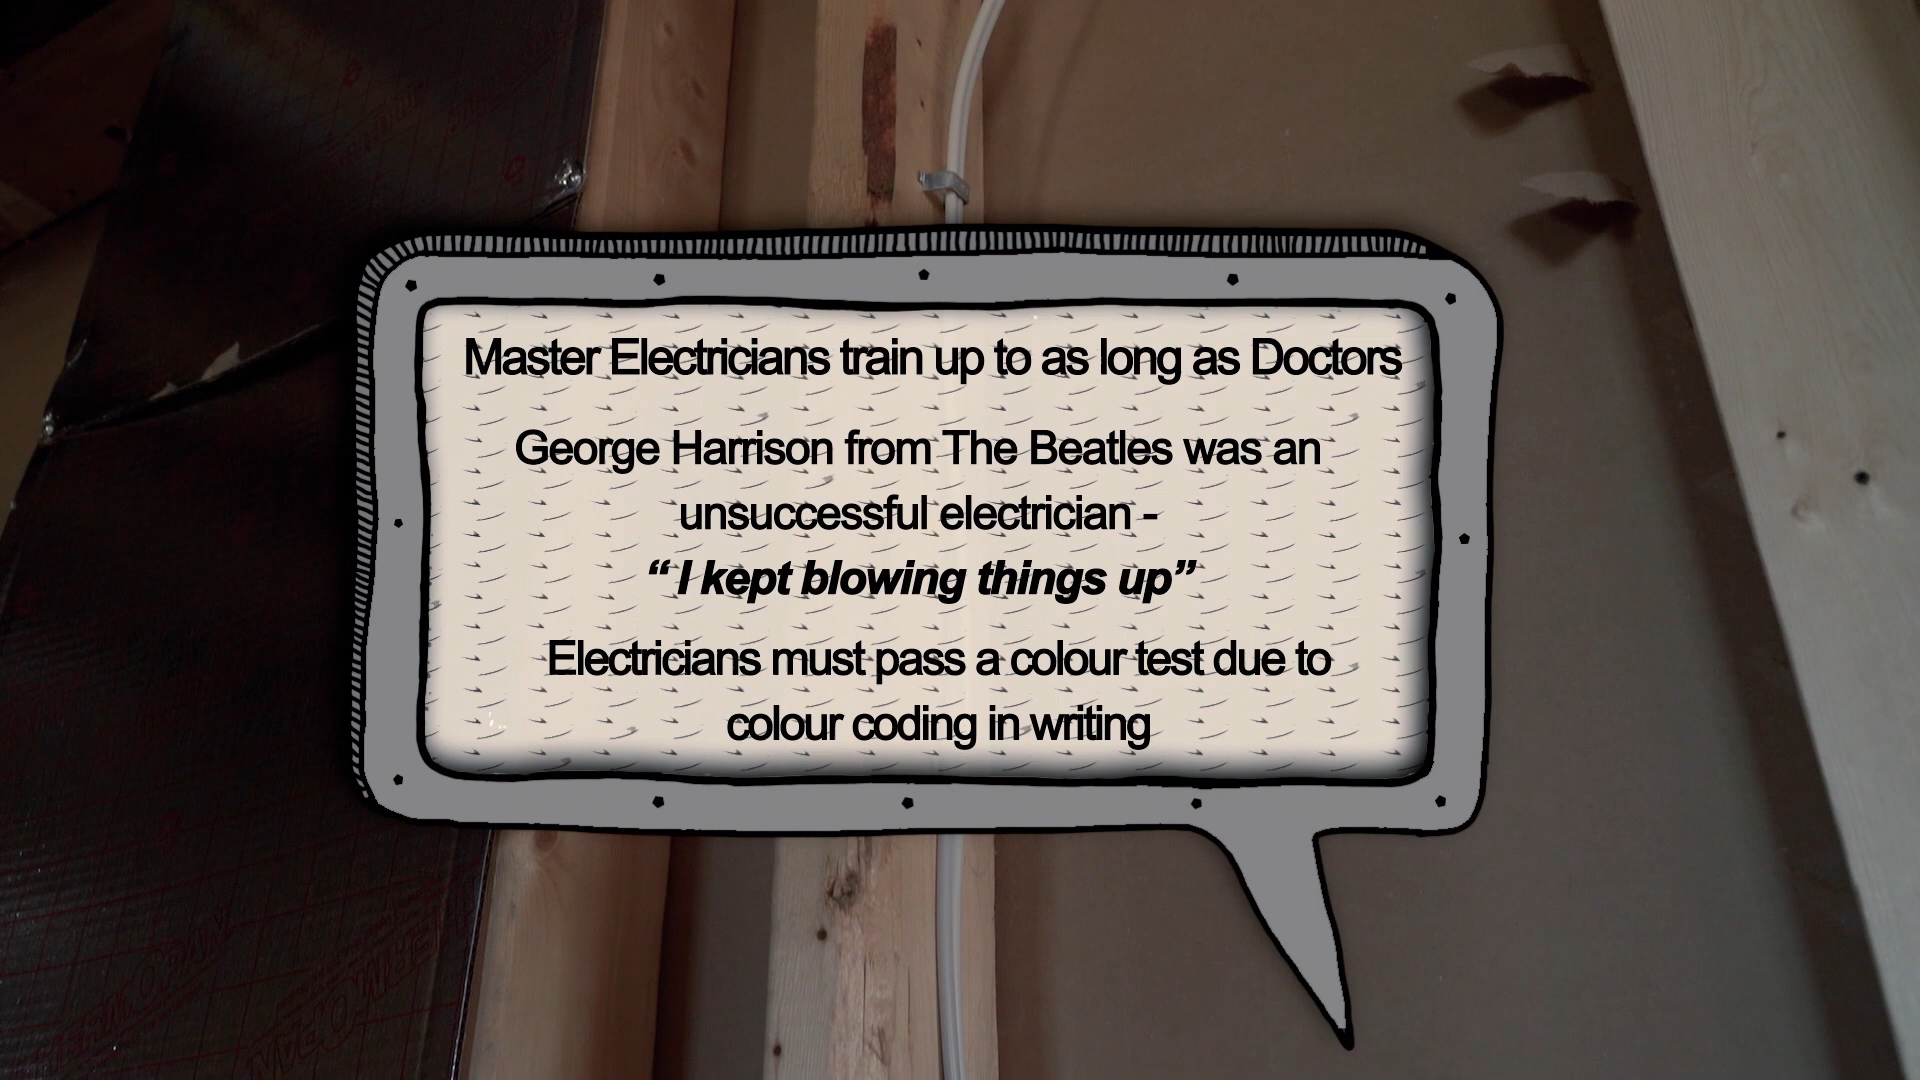 Master Electricians train up to as long as Doctors
George Harrison from The Beatles was an
unsuccessful electrician -
“ I kept blowing things up”
Electricians must pass a colour test due to
colour coding in writing